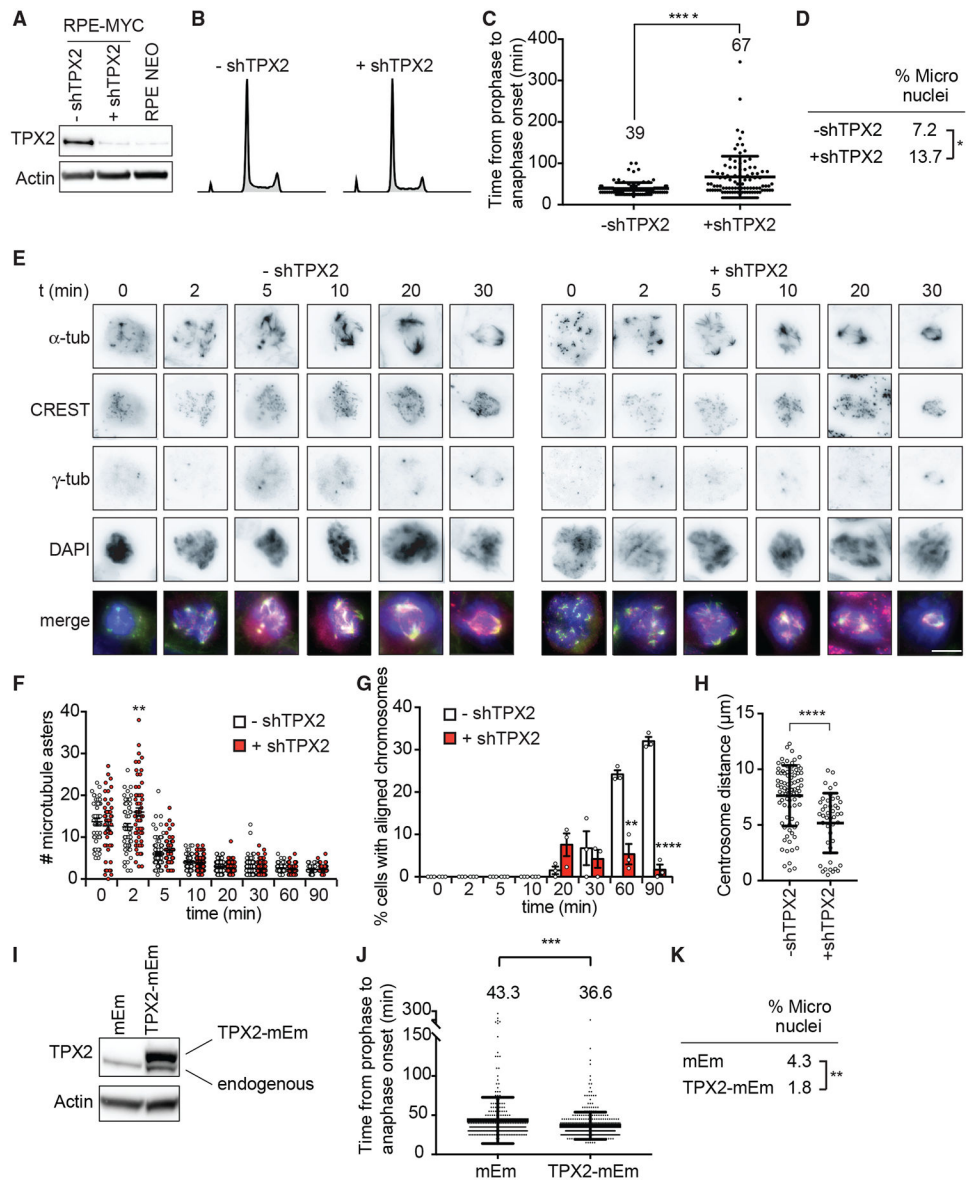 A
RPE-MYC
- shTPX2
+ shTPX2
RPE NEO
TPX2
Actin
B
- shTPX2
+ shTPX2
C
Time from prophase to
anaphase onset (min)
400
300
200
100
0
****
39
67
-shTPX2
+shTPX2
D
% Micro
nuclei
-shTPX2 7.2
+shTPX2 13.7
*
E
- shTPX2
+ shTPX2
t (min) 0 2 5 10 20 30 0 2 5 10 20 30
α-tub
CREST
γ-tub
DAPI
merge
F
# microtubule asters
40
30
20
10
0
**
- shTPX2
+ shTPX2
0 2 5 10 20 30 60 90
time (min)
G
% cells with aligned chromosomes
40
30
20
10
0
- shTPX2
+ shTPX2
**
****
0 2 5 10 20 30 60 90
time (min)
H
Centrosome distance (µm)
15
10
5
0
****
-shTPX2
+shTPX2
I
mEm
TPX2-mEm
TPX2
TPX2-mEm
endogenous
Actin
J
Time from prophase to
anaphase onset (min)
300
150
100
50
0
***
43.3
36.6
mEm
TPX2-mEm
K
% Micro
nuclei
mEm 4.3
TPX2-mEm 1.8
**